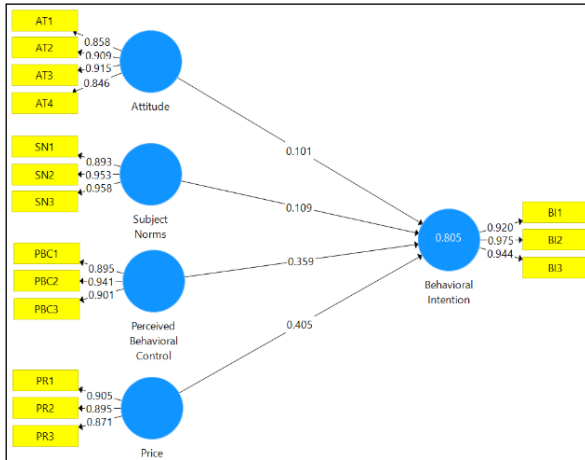 AT1
0.858
AT2
0.909
AT3
0.915
AT4
0.846
Attitude
0.101
SN1
0.893
SN2
0.953
SN3
0.958
Subject
Norms
0.109
PBC1
0.895
PBC2
0.941
PBC3
0.901
Perceived
Behavioral
Control
0.359
PR1
0.905
PR2
0.895
PR3
0.871
Price
0.405
0.805
Behavioral
Intention
0.920
BI1
0.975
BI2
0.944
BI3